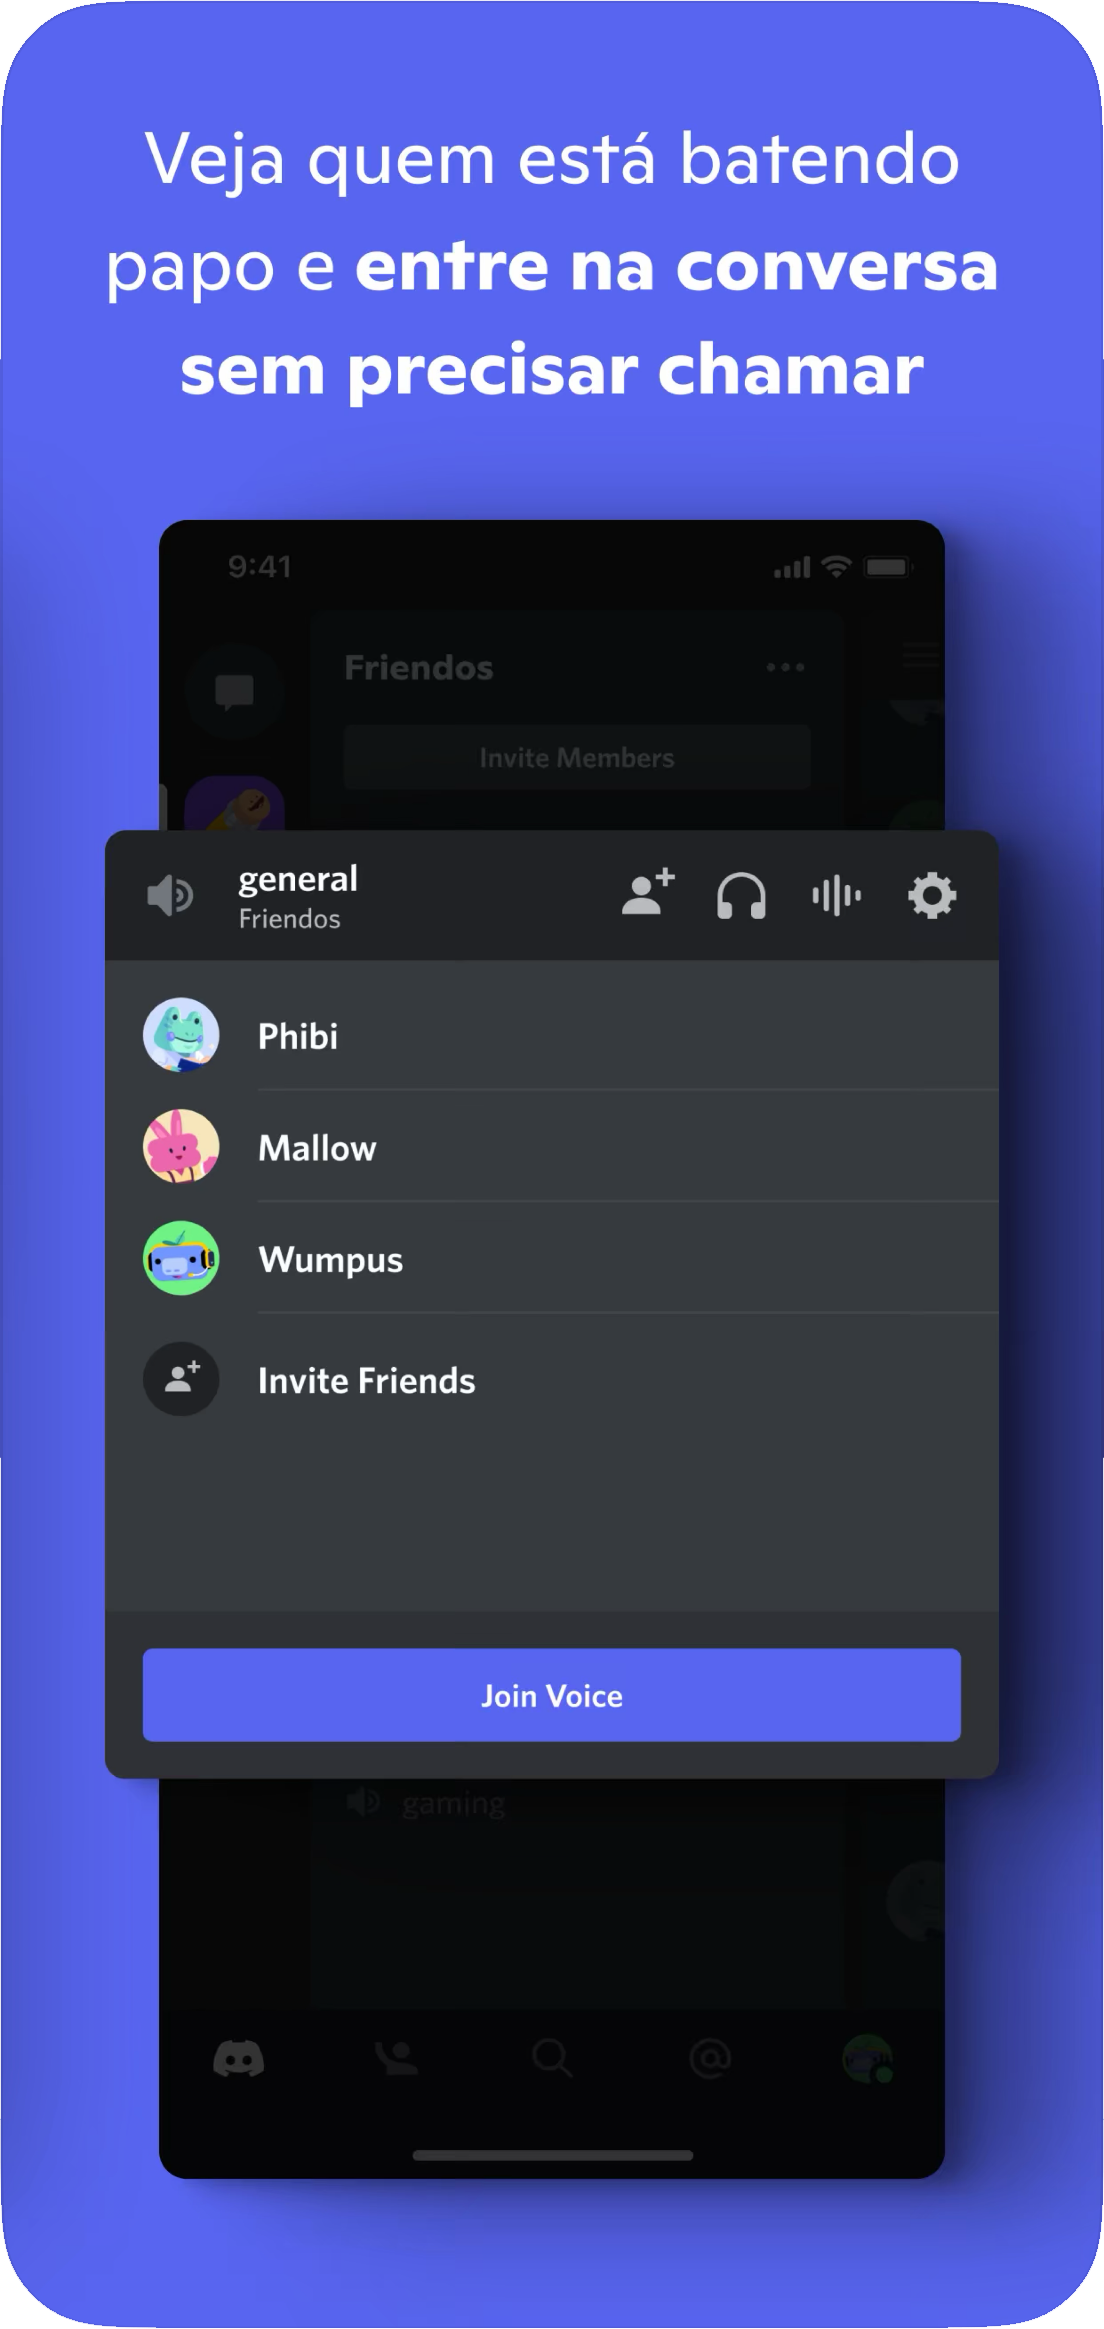 Veja quem está batendo
papo e entre na conversa
sem precisar chamar
9:41
Friendos
Invite Members
general
Friendos
Phibi
Mallow
Wumpus
Invite Friends
Join Voice
gaming